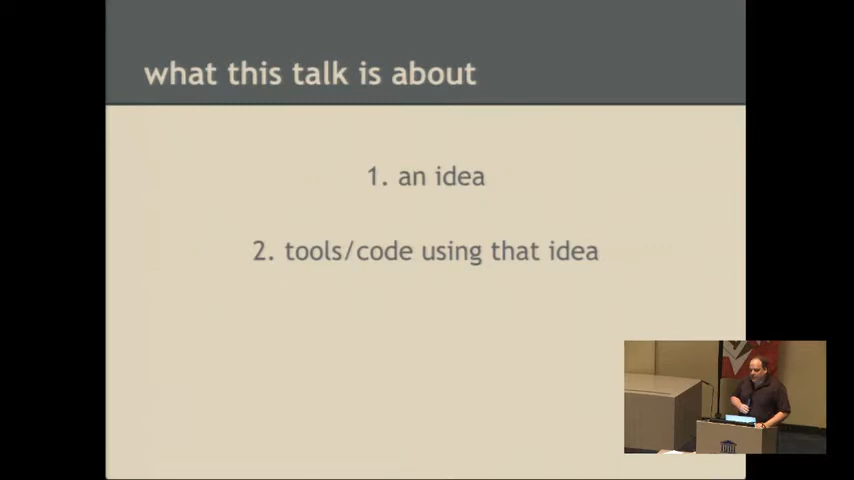 what this talk is about
1. an idea
2. tools/code using that idea